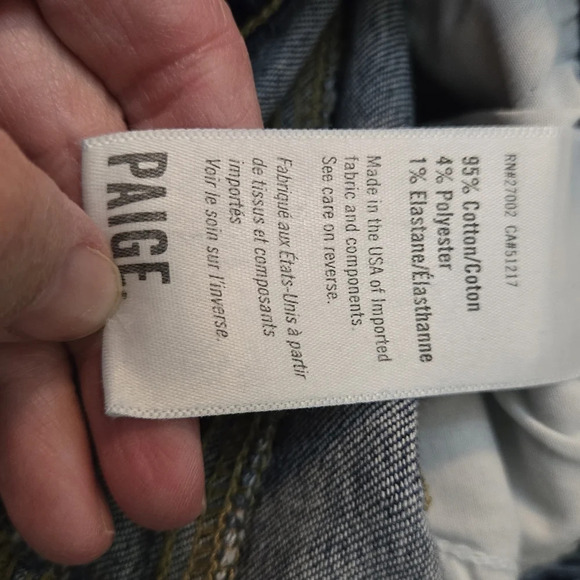 PAIGE
Fabriqué aux États-Unis à partir
de tissus et composants
importés
Voir le soin sur l'inverse.
Made in the USA of Imported
fabric and components.
See care on reverse.
95% Cotton/Coton
4% Polyester
1% Elastane/Élasthanne
RN#27002 CA#51217